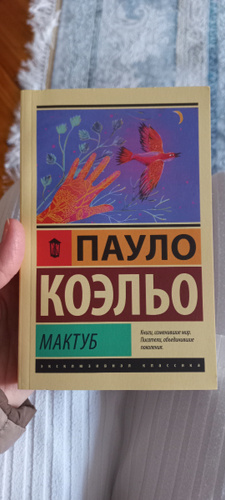 ПАУЛО
КОЭЛЬО
МАКТУБ
Книги, изменившие мир.
Писатели, объединившие
поколения.
ЭКСКЛЮЗИВНАЯ КЛАССИКА